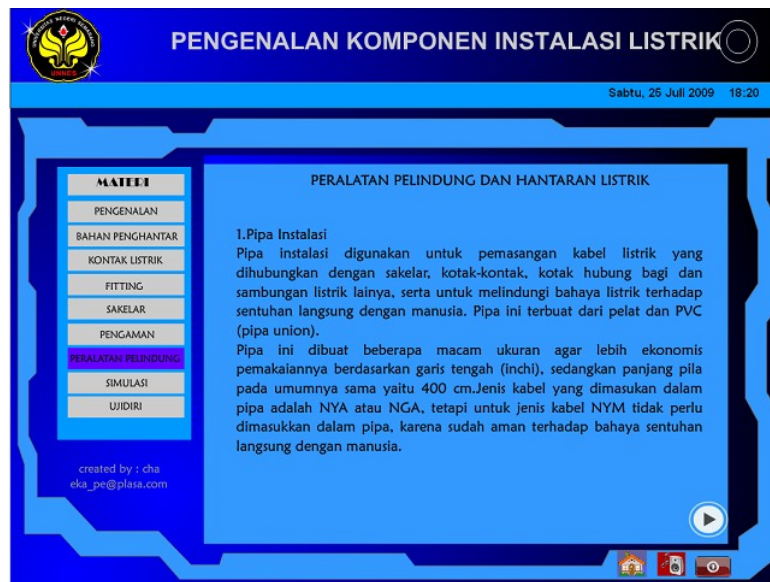 UNIVERSITAS NEGERI SEMARANG
UNNES
PENGENALAN KOMPONEN INSTALASI LISTRIK
Sabtu, 25 Juli 2009 18:20
MATERI
PENGENALAN
BAHAN PENGHANTAR
KONTAK LISTRIK
FITTING
SAKELAR
PENGAMAN
PERALATAN PELINDUNG
SIMULASI
UJIDIRI
created by : cha
eka_pe@plasa.com
PERALATAN PELINDUNG DAN HANTARAN LISTRIK
1.Pipa Instalasi
Pipa instalasi digunakan untuk pemasangan kabel listrik yang
dihubungkan dengan sakelar, kotak-kontak, kotak hubung bagi dan
sambungan listrik lainya, serta untuk melindungi bahaya listrik terhadap
sentuhan langsung dengan manusia. Pipa ini terbuat dari pelat dan PVC
(pipa union).
Pipa ini dibuat beberapa macam ukuran agar lebih ekonomis
pemakaiannya berdasarkan garis tengah (inchi), sedangkan panjang pila
pada umumnya sama yaitu 400 cm.Jenis kabel yang dimasukan dalam
pipa adalah NYA atau NGA, tetapi untuk jenis kabel NYM tidak perlu
dimasukkan dalam pipa, karena sudah aman terhadap bahaya sentuhan
langsung dengan manusia.